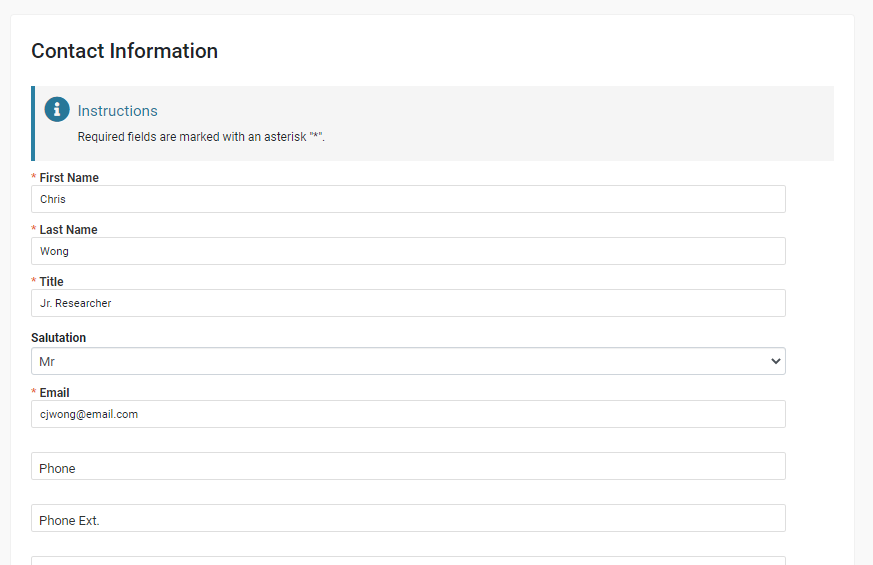 Contact Information
Instructions
Required fields are marked with an asterisk "*".
* First Name
Chris
* Last Name
Wong
* Title
Jr. Researcher
Salutation
Mr
* Email
cjwong@email.com
Phone
Phone Ext.